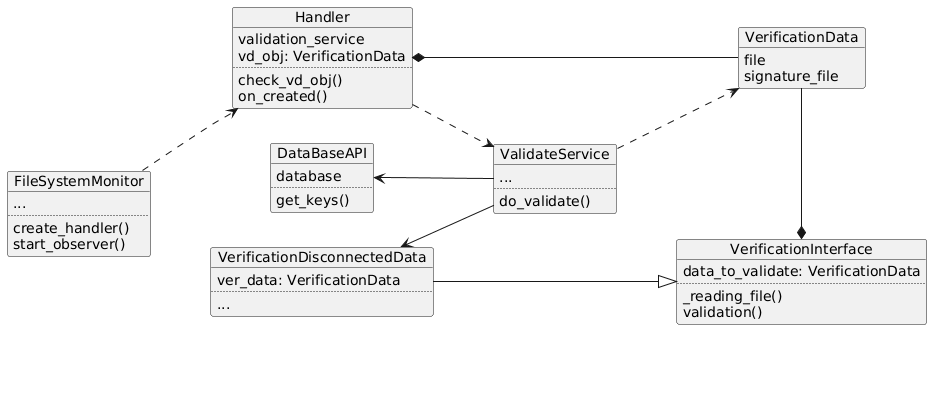 Handler
validation_service
vd_obj: VerificationData
check_vd_obj()
on_created()
VerificationData
file
signature_file
DataBaseAPI
database
get_keys()
ValidateService
...
do_validate()
FileSystemMonitor
...
create_handler()
start_observer()
VerificationDisconnectedData
ver_data: VerificationData
...
VerificationInterface
data_to_validate: VerificationData
_reading_file()
validation()